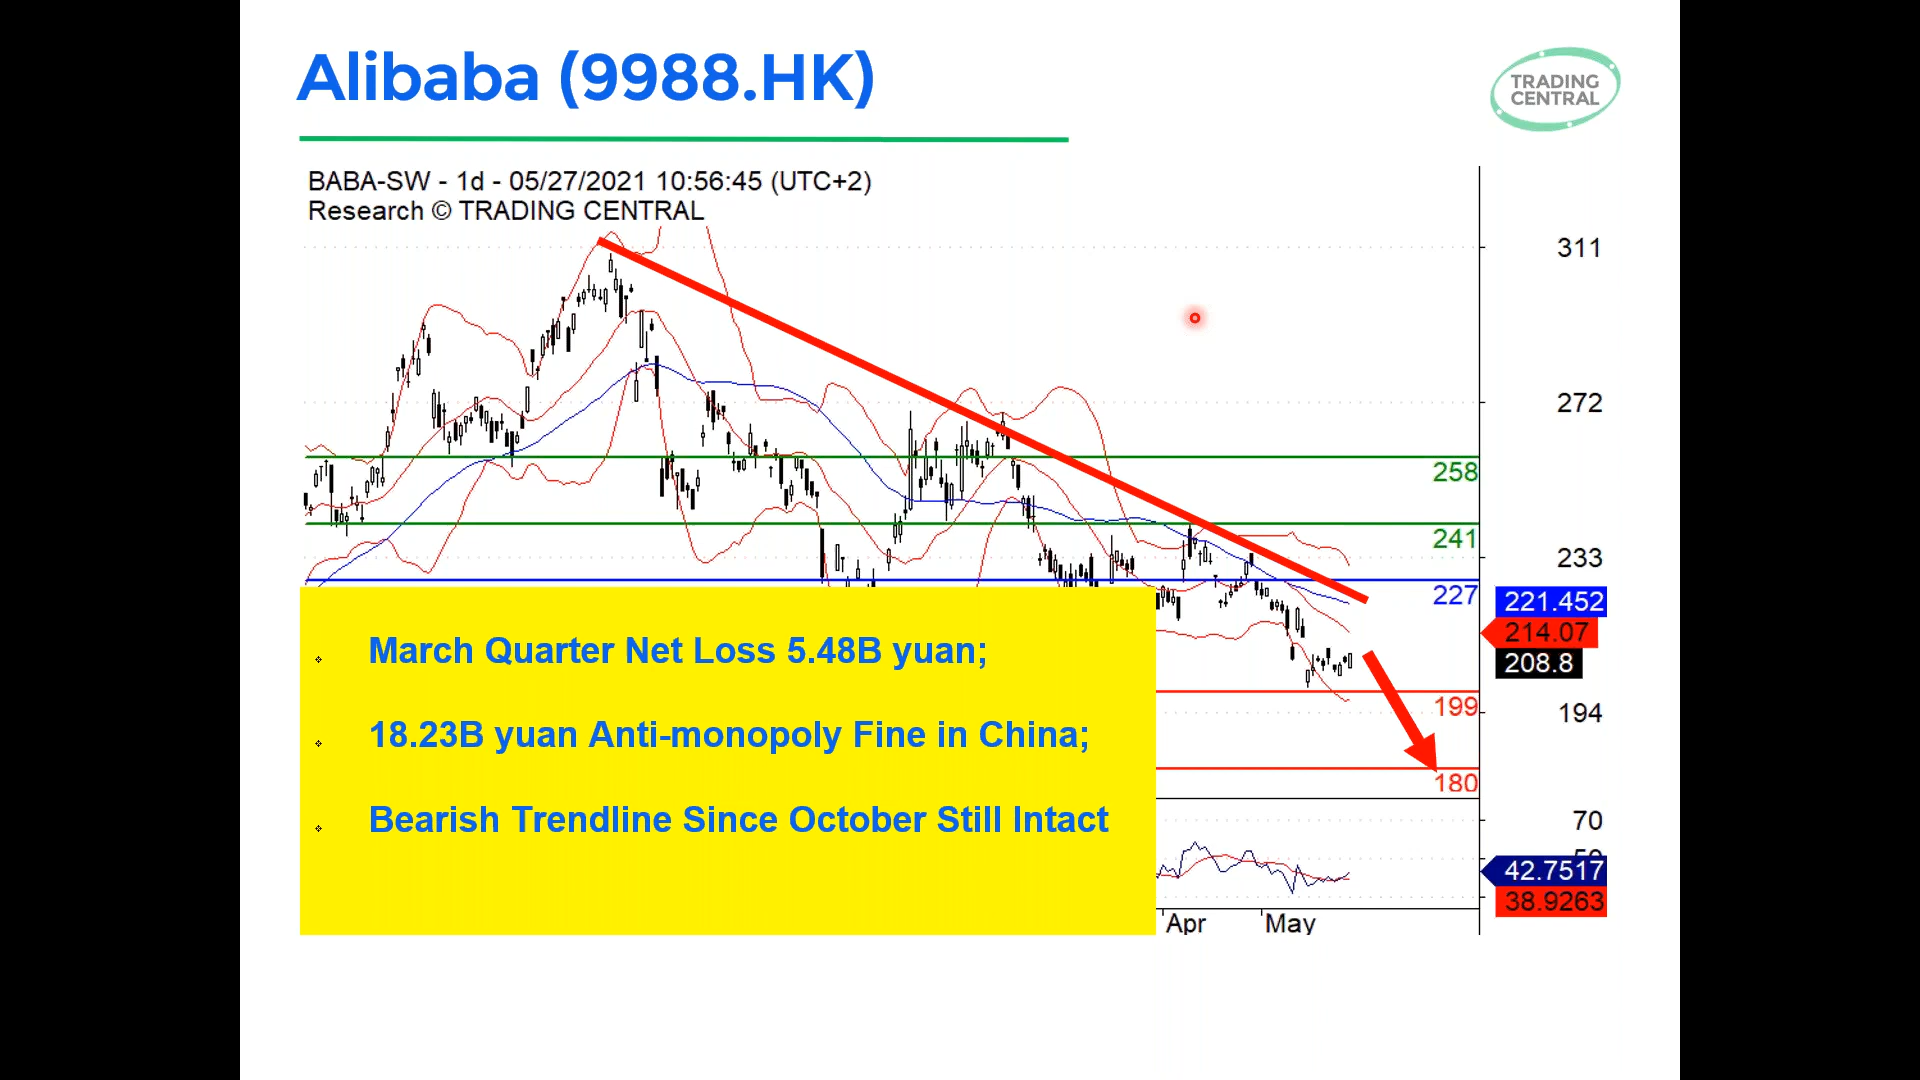 Alibaba (9988.HK)
TRADING
CENTRAL
BABA-SW - 1d - 05/27/2021 10:56:45 (UTC+2)
Research © TRADING CENTRAL
311
272
258
241
233
227
221.452
214.07
208.8
199
194
180
March Quarter Net Loss 5.48B yuan;
18.23B yuan Anti-monopoly Fine in China;
Bearish Trendline Since October Still Intact
70
42.7517
38.9263
Apr
May